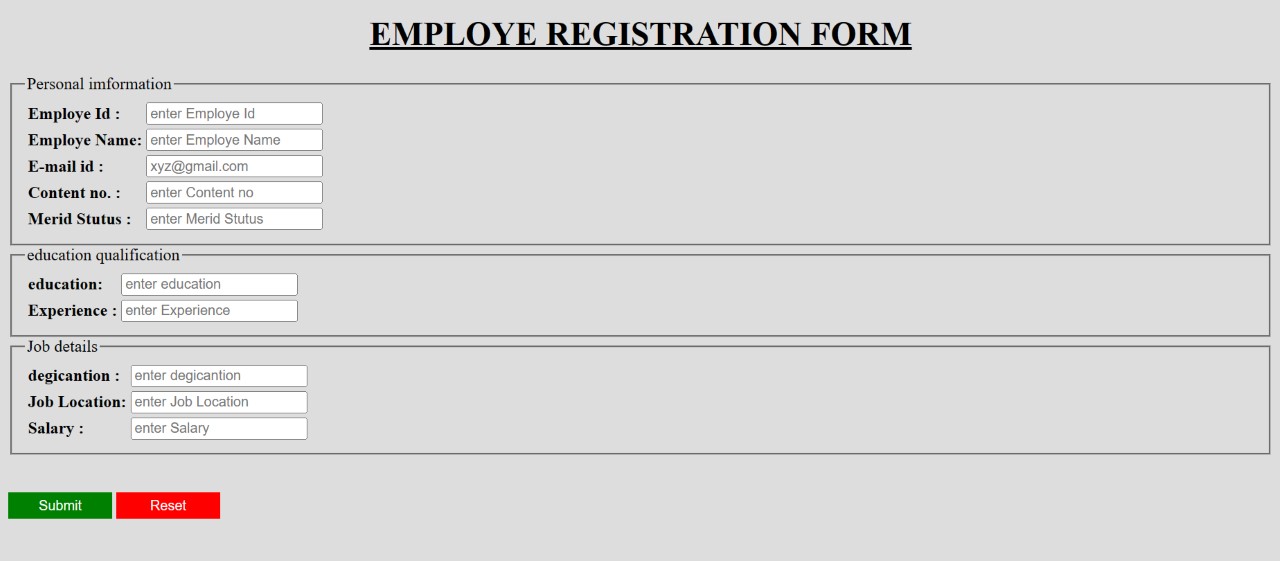 EMPLOYE REGISTRATION FORM
Personal imformation
Employe Id : enter Employe Id
Employe Name: enter Employe Name
E-mail id : xyz@gmail.com
Content no. : enter Content no
Merid Stutus : enter Merid Stutus
education qualification
education: enter education
Experience : enter Experience
Job details
degicantion : enter degicantion
Job Location: enter Job Location
Salary : enter Salary
Submit Reset